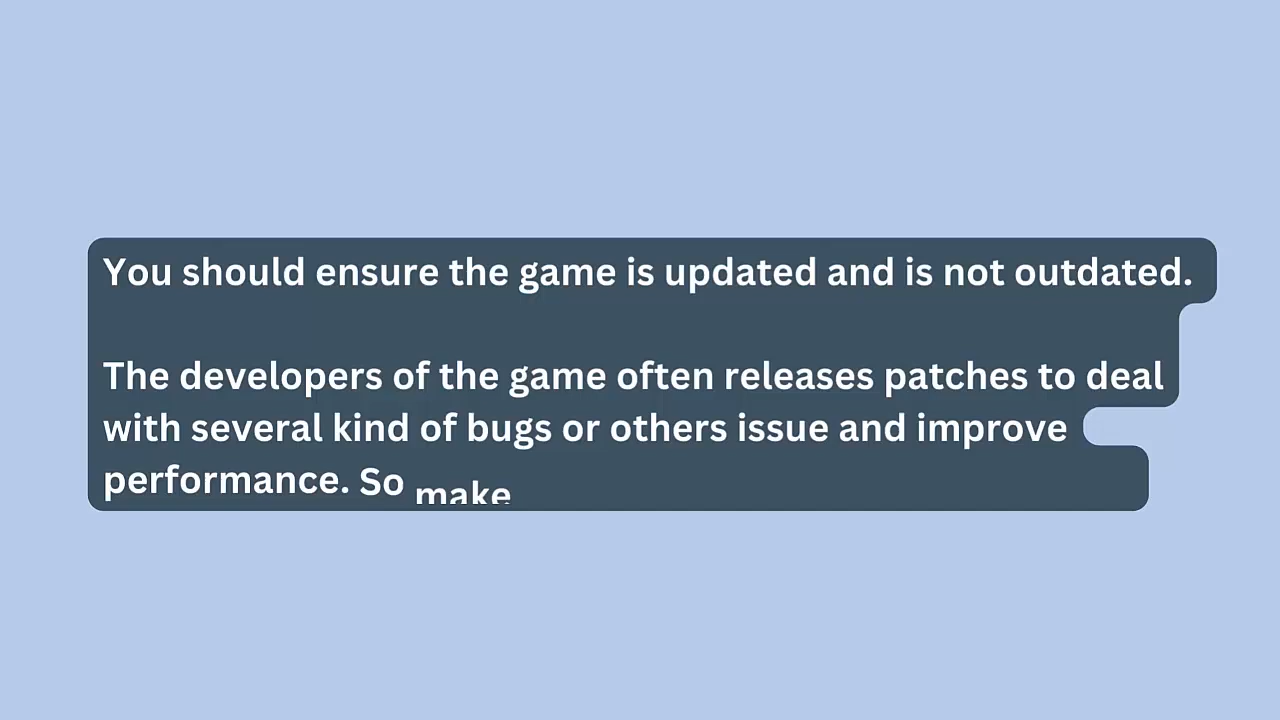 You should ensure the game is updated and is not outdated.
The developers of the game often releases patches to deal
with several kind of bugs or others issue and improve
performance. So make